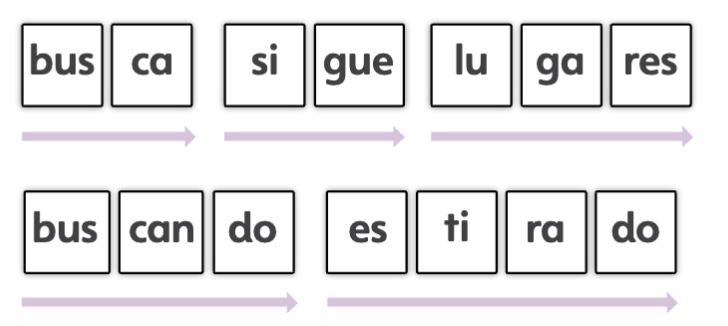 bus ca si gue lu ga res
bus can do es ti ra do